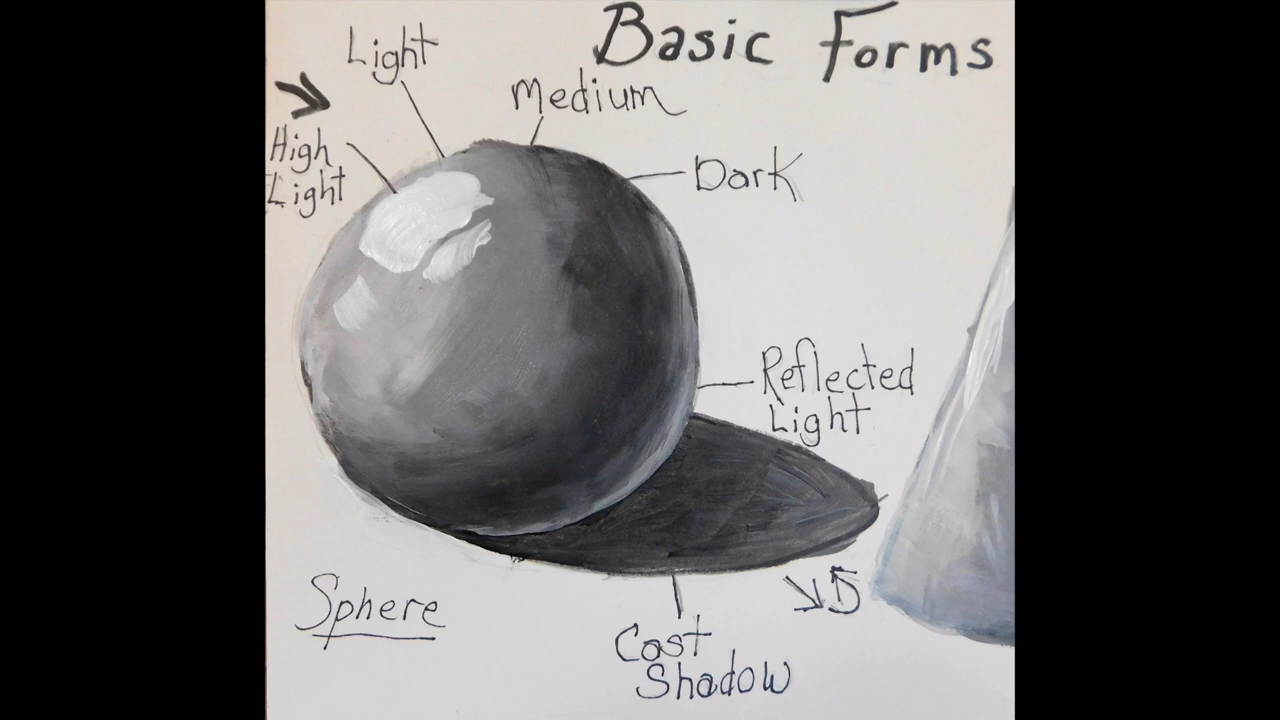 Basic Forms
Light
Medium
High
Light
Dark
Reflected
Light
Sphere
Cast
Shadow